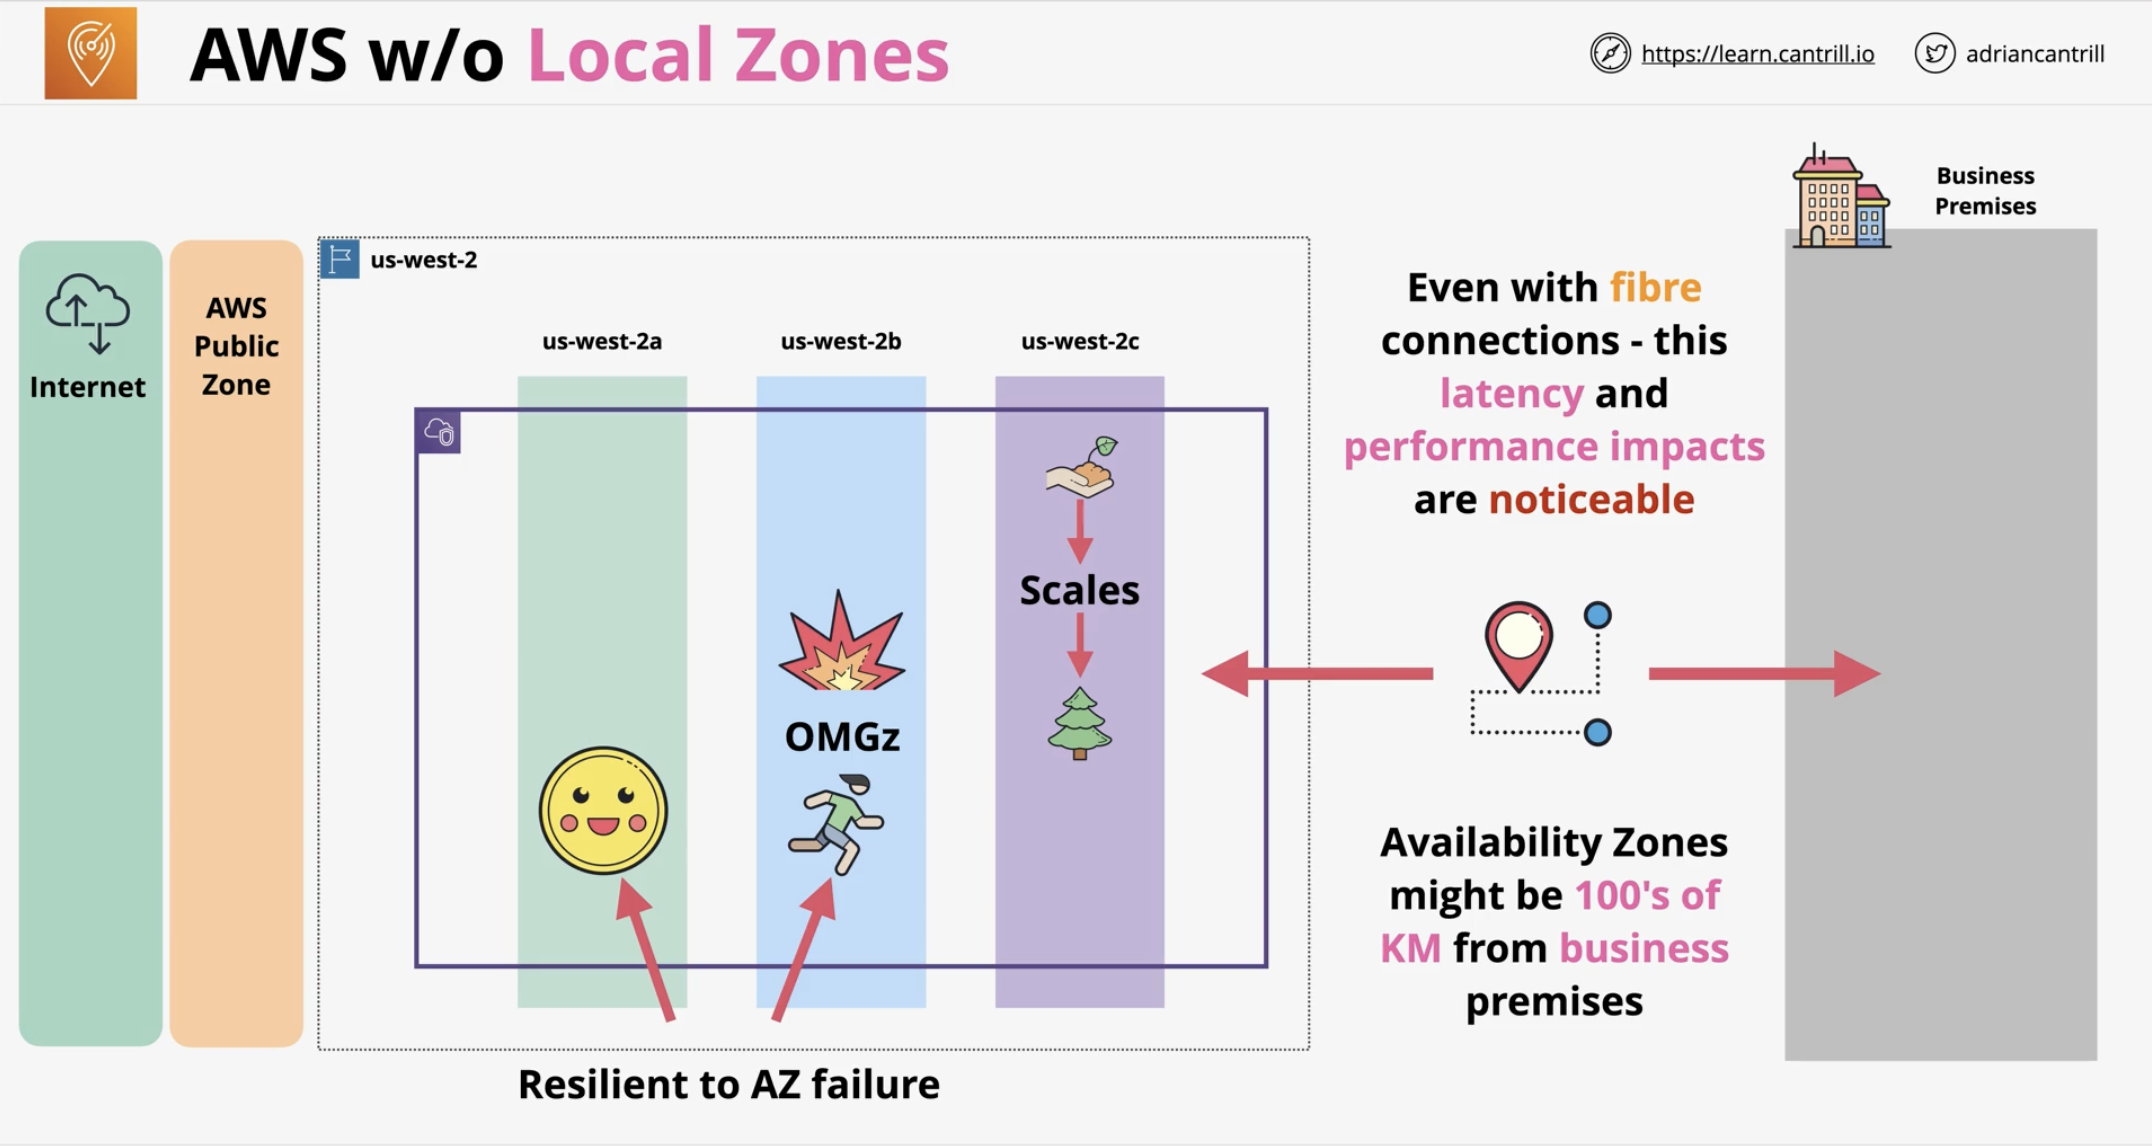 AWS w/o Local Zones
https://learn.cantrill.io
adriancantrill
Internet
AWS
Public
Zone
us-west-2
us-west-2a
us-west-2b
us-west-2c
OMGz
Scales
Resilient to AZ failure
Even with fibre
connections - this
latency and
performance impacts
are noticeable
Availability Zones
might be 100's of
KM from business
premises
Business
Premises